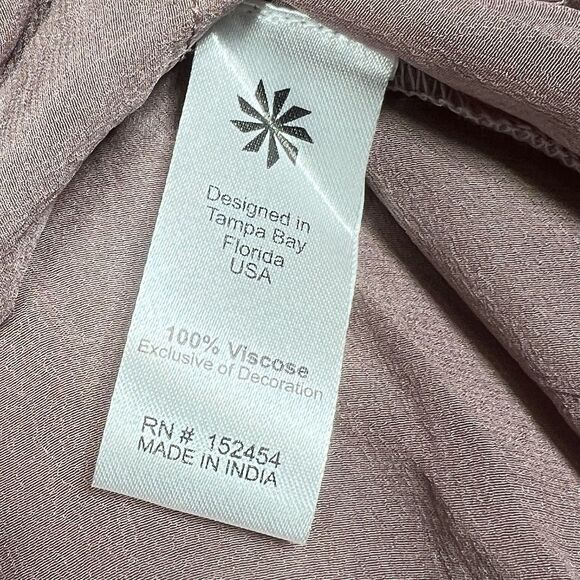 Designed in
Tampa Bay
Florida
USA
100% Viscose
Exclusive of Decoration
RN # 152454
MADE IN INDIA